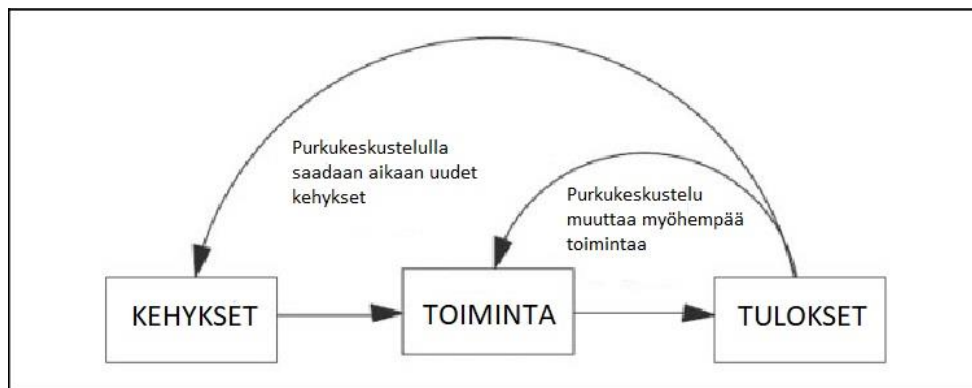 Purkukeskustelulla
saadaan aikaan uudet
kehykset
Purkukeskustelu
muuttaa myöhempää
toimintaa
KEHYKSET
TOIMINTA
TULOKSET